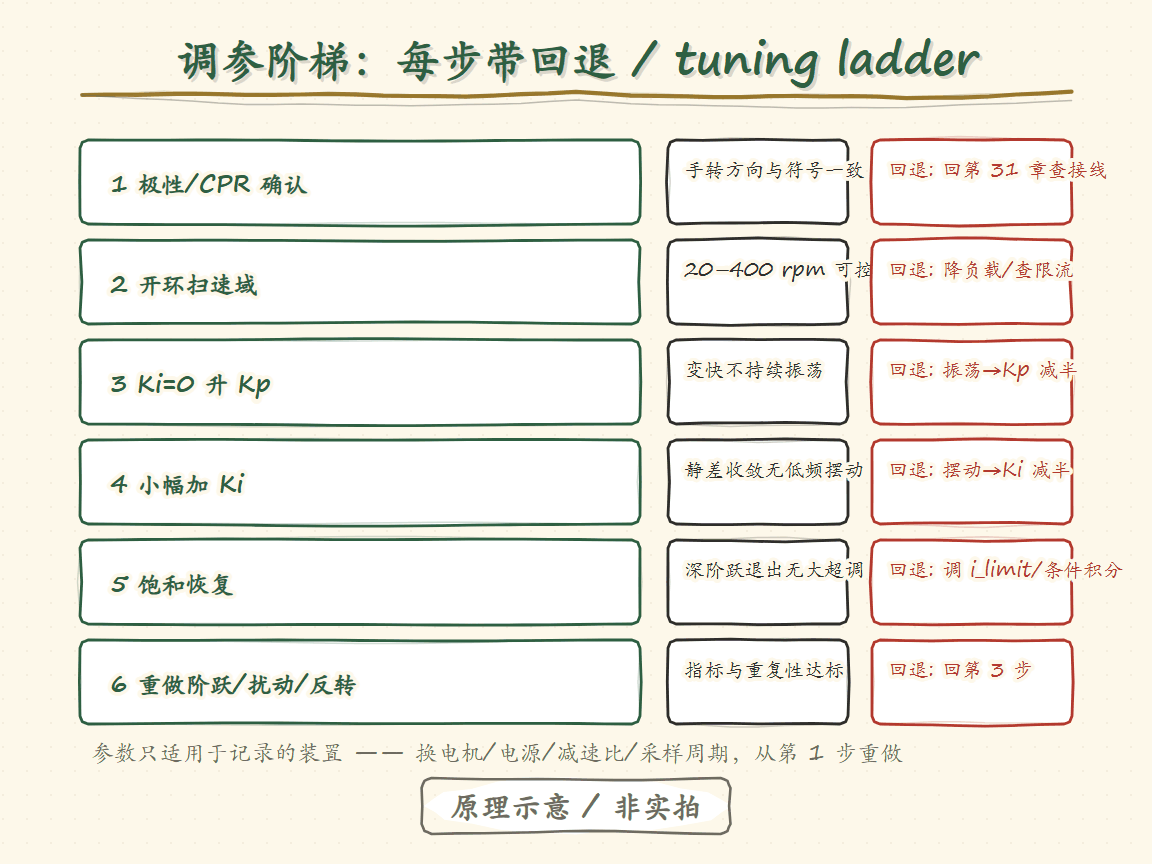 调参阶梯：每步带回退 / tuning ladder
1 极性/CPR 确认
手转方向与符号一致
回退: 回第 31 章查接线
2 开环扫速域
20–400 rpm 可控
回退: 降负载/查限流
3 Ki=0 升 Kp
变快不持续振荡
回退: 振荡→Kp 减半
4 小幅加 Ki
静差收敛无低频摆动
回退: 摆动→Ki 减半
5 饱和恢复
深阶跃退出无大超调
回退: 调 i_limit/条件积分
6 重做阶跃/扰动/反转
指标与重复性达标
回退: 回第 3 步
参数只适用于记录的装置 —— 换电机/电源/减速比/采样周期，从第 1 步重做
原理示意 / 非实拍